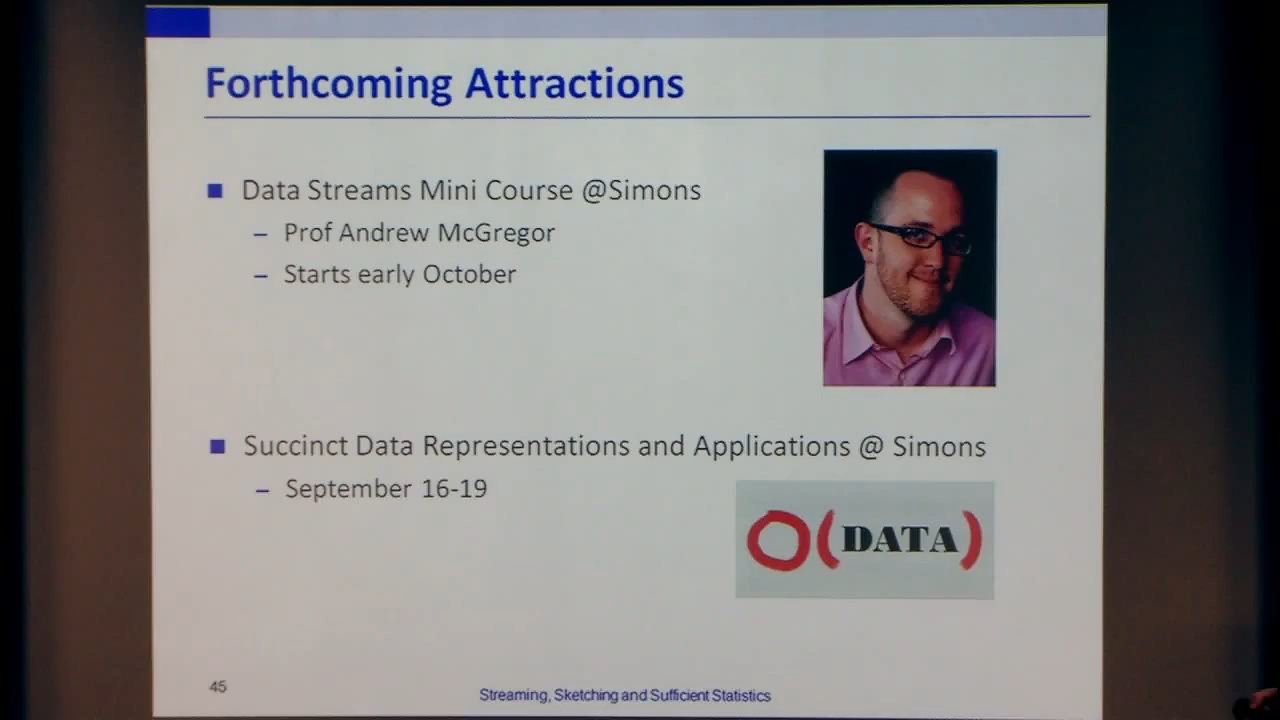 Forthcoming Attractions
Data Streams Mini Course @Simons
– Prof Andrew McGregor
– Starts early October
Succinct Data Representations and Applications @ Simons
– September 16-19
O(DATA)
45
Streaming, Sketching and Sufficient Statistics